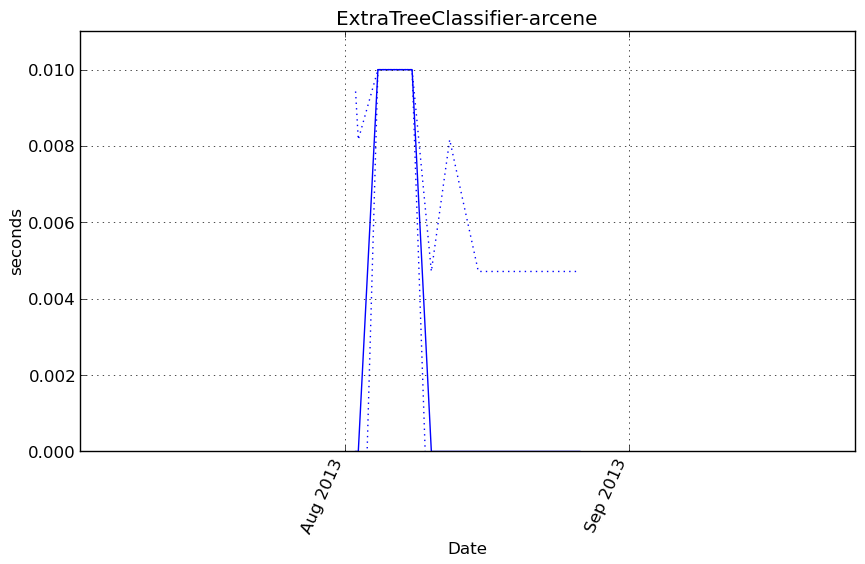 ExtraTreeClassifier-arcene
0.010
0.008
0.006
0.004
0.002
0.000
seconds
Aug 2013
Sep 2013
Date